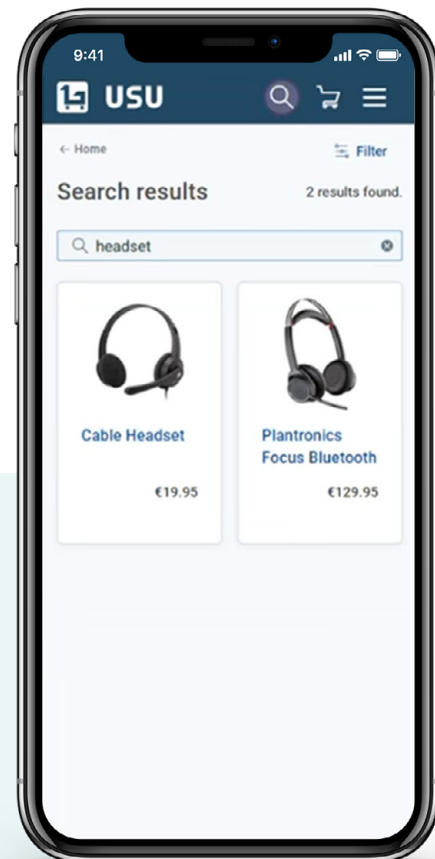 9:41
USU
← Home
Filter
Search results
2 results found.
headset
Cable Headset
€19.95
Plantronics
Focus Bluetooth
€129.95